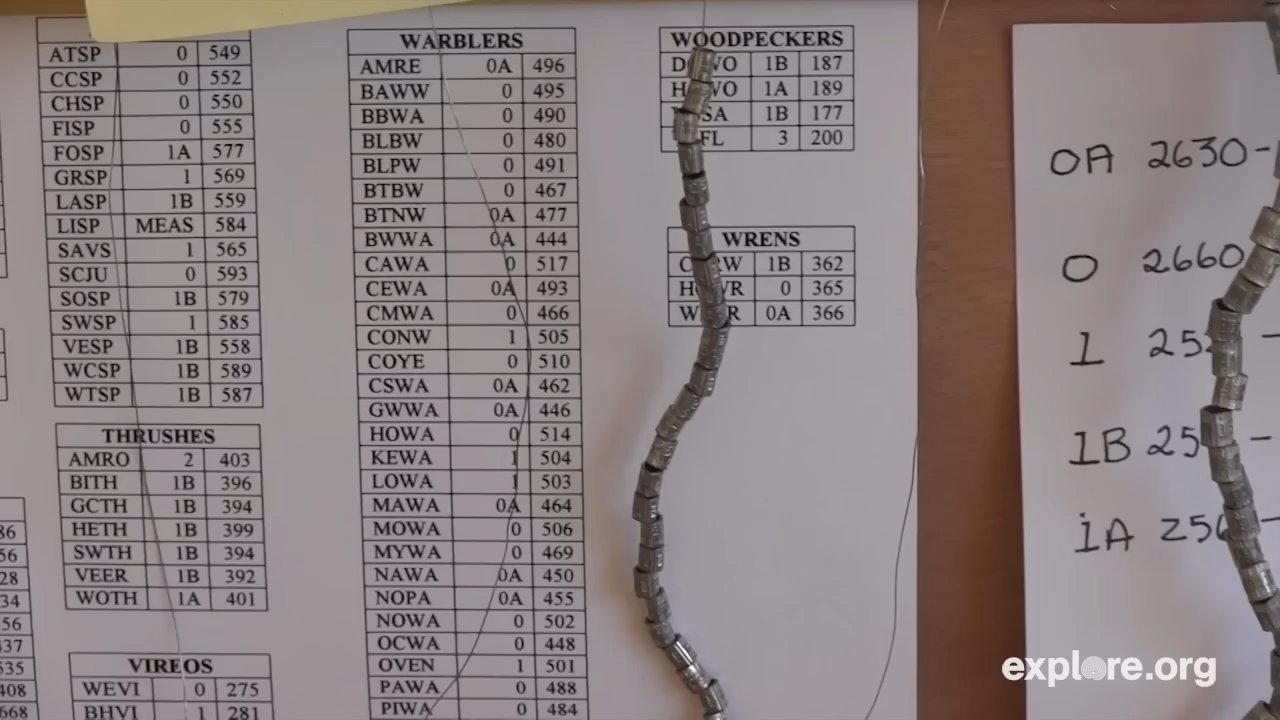 ATSP 0 549
CCSP 0 552
CHSP 0 550
FISP 0 555
FOSP 1A 577
GRSP 1 569
LASP 1B 559
LISP MEAS 584
SAVS 1 565
SCJU 0 593
SOSP 1B 579
SWSP 1 585
VESP 1B 558
WCSP 1B 589
WTSP 1B 587
THRUSHES
AMRO 2 403
BITH 1B 396
GCTH 1B 394
HETH 1B 399
SWTH 1B 394
VEER 1B 392
WOTH 1A 401
VIREOS
WEVI 0 275
BHVI 1 281
WARBLERS
AMRE 0A 496
BAWW 0 495
BBWA 0 490
BLBW 0 480
BLPW 0 491
BTBW 0 467
BTNW 0A 477
BWWA 0A 444
CAWA 0 517
CEWA 0A 493
CMWA 0 466
CONW 1 505
COYE 0 510
CSWA 0A 462
GWWA 0A 446
HOWA 0 514
KEWA 1 504
LOWA 1 503
MAWA 0A 464
MOWA 0 506
MYWA 0 469
NAWA 0A 450
NOPA 0A 455
NOWA 0 502
OCWA 0 448
OVEN 1 501
PAWA 0 488
PIWA 0 484
WOODPECKERS
1B 187
1A 189
1B 177
3 200
WRENS
1B 362
0 365
0A 366
0A 2630-
0 2660
1 25
1B 25 -
1A 256
explore.org